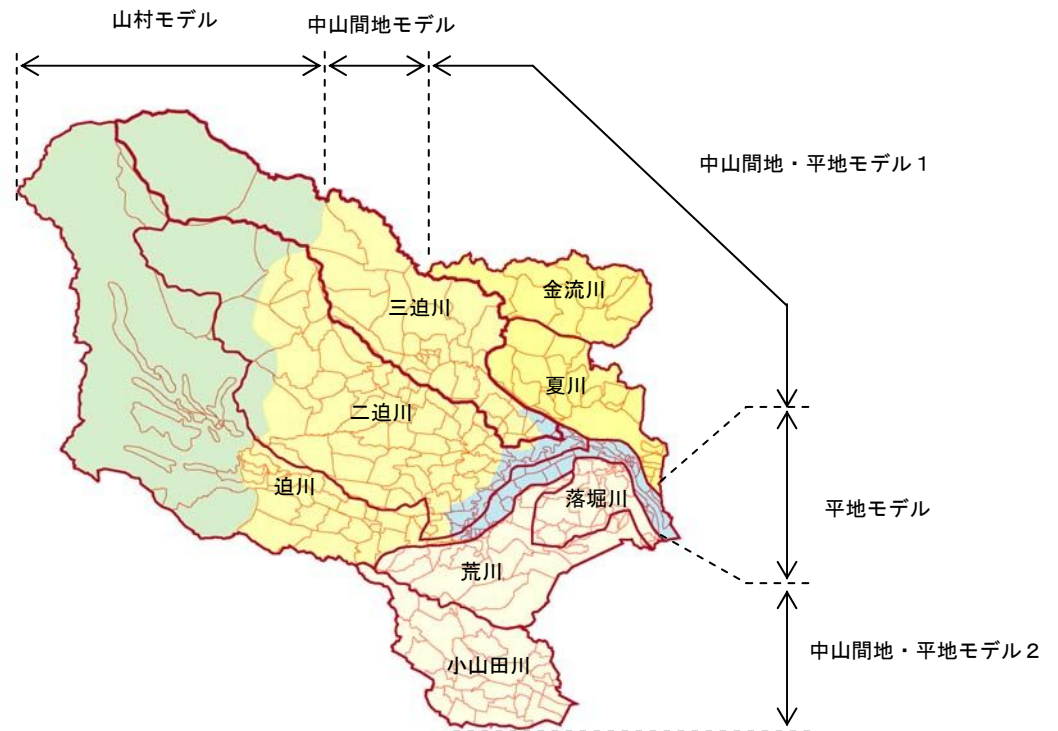 山村モデル
中山間地モデル
中山間地・平地モデル1
金流川
三迫川
夏川
二迫川
迫川
落堀川
平地モデル
荒川
中山間地・平地モデル2
小山田川